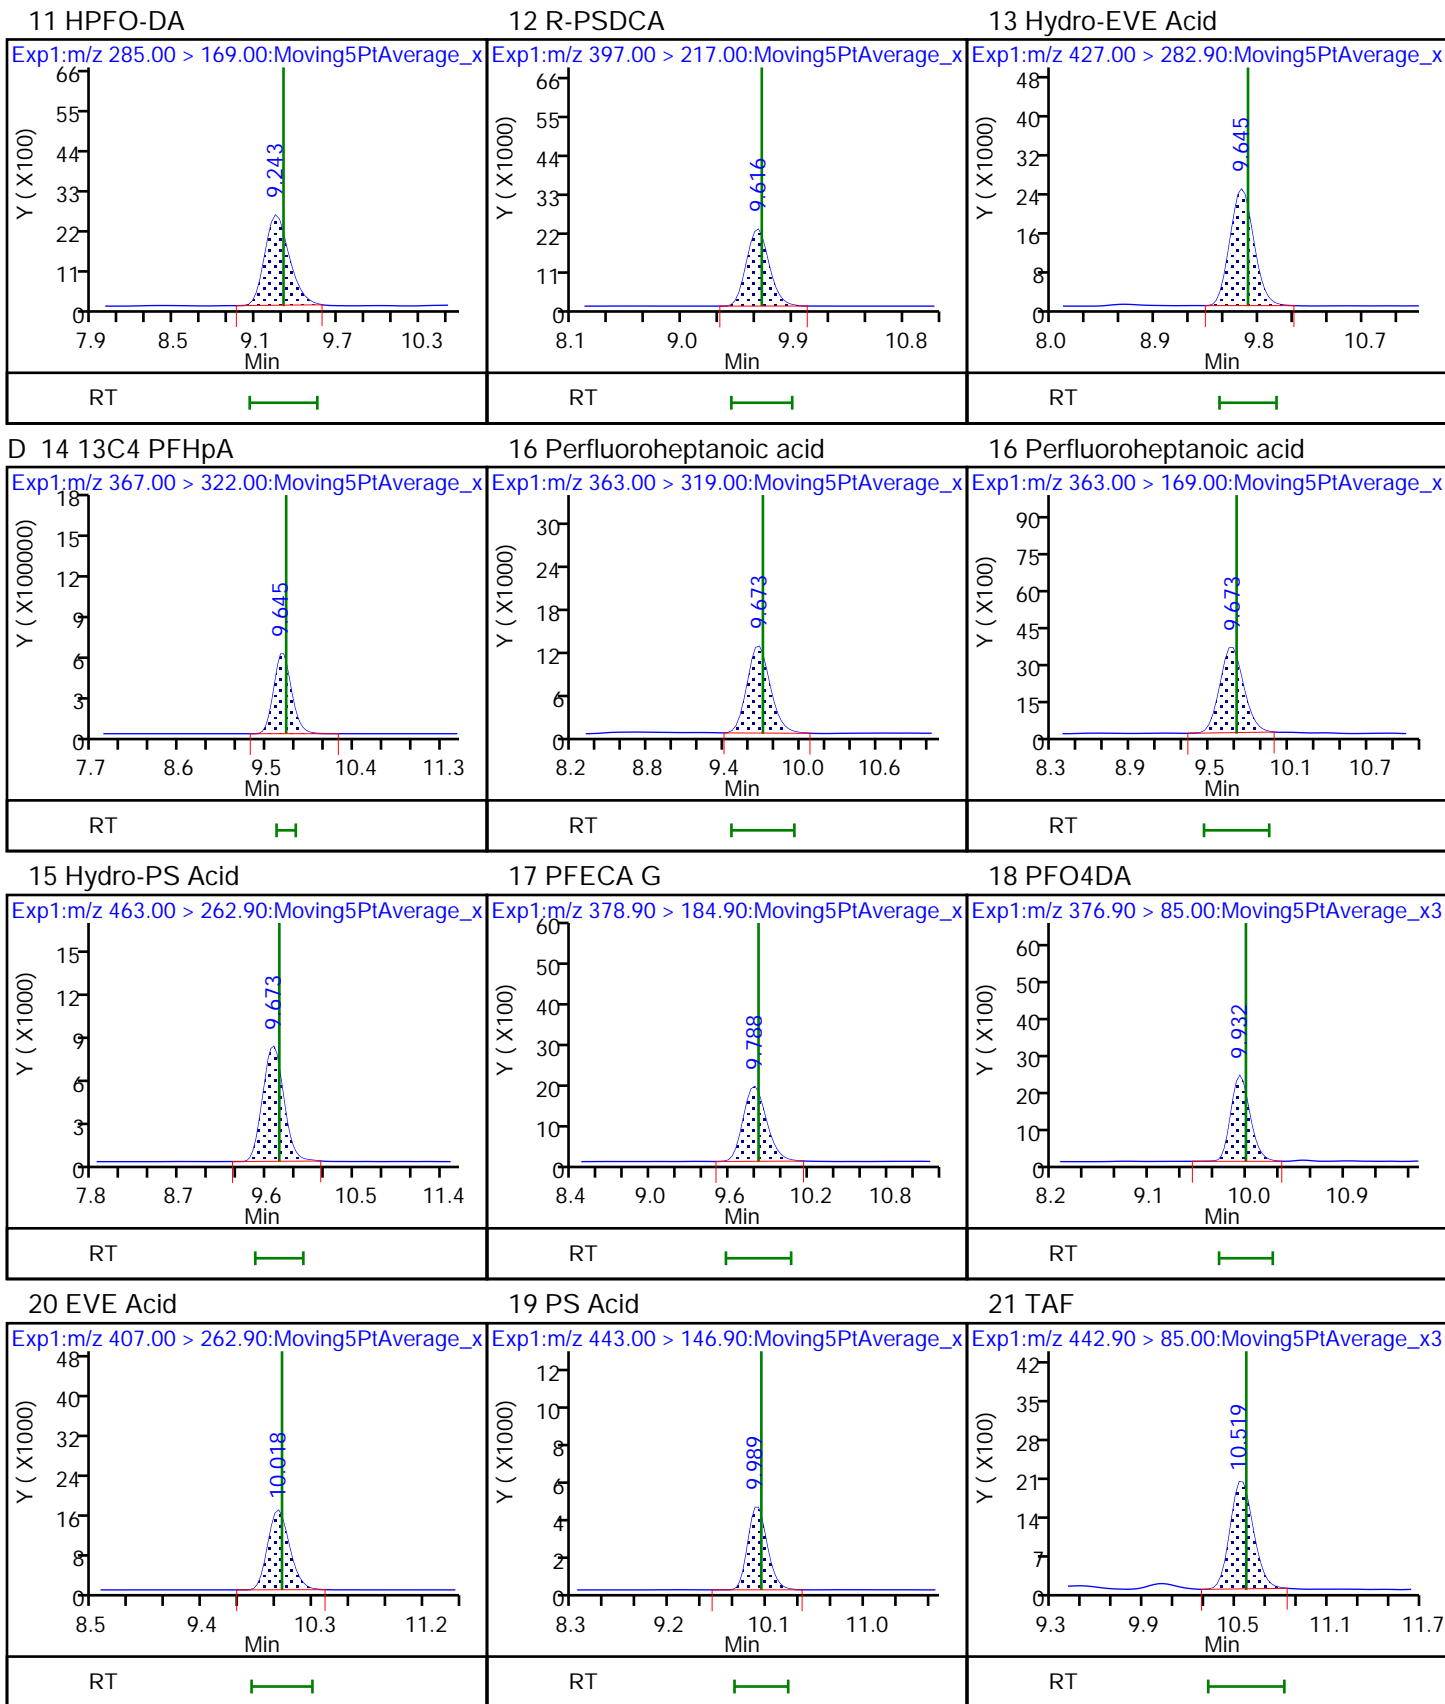 11 HPFO-DA
Exp1:m/z 285.00 > 169.00:Moving5PtAverage_x
Y ( X100)
66
55
44
33
22
11
0
9.243
7.9 8.5 9.1 9.7 10.3
Min
RT
12 R-PSDCA
Exp1:m/z 397.00 > 217.00:Moving5PtAverage_x
Y ( X1000)
66
55
44
33
22
11
0
9.616
8.1 9.0 9.9 10.8
Min
RT
13 Hydro-EVE Acid
Exp1:m/z 427.00 > 282.90:Moving5PtAverage_x
Y ( X1000)
48
40
32
24
16
8
0
9.645
8.0 8.9 9.8 10.7
Min
RT
D 14 13C4 PFHpA
Exp1:m/z 367.00 > 322.00:Moving5PtAverage_x
Y ( X100000)
18
15
12
9
6
3
0
9.645
7.7 8.6 9.5 10.4 11.3
Min
RT
16 Perfluoroheptanoic acid
Exp1:m/z 363.00 > 319.00:Moving5PtAverage_x
Y ( X1000)
30
24
18
12
6
0
9.673
8.2 8.8 9.4 10.0 10.6
Min
RT
16 Perfluoroheptanoic acid
Exp1:m/z 363.00 > 169.00:Moving5PtAverage_x
Y ( X100)
90
75
60
45
30
15
0
9.673
8.3 8.9 9.5 10.1 10.7
Min
RT
15 Hydro-PS Acid
Exp1:m/z 463.00 > 262.90:Moving5PtAverage_x
Y ( X1000)
15
12
9
6
3
0
9.673
7.8 8.7 9.6 10.5 11.4
Min
RT
17 PFECA G
Exp1:m/z 378.90 > 184.90:Moving5PtAverage_x
Y ( X100)
60
50
40
30
20
10
0
9.788
8.4 9.0 9.6 10.2 10.8
Min
RT
18 PFO4DA
Exp1:m/z 376.90 > 85.00:Moving5PtAverage_x3
Y ( X100)
60
50
40
30
20
10
0
9.932
8.2 9.1 10.0 10.9
Min
RT
20 EVE Acid
Exp1:m/z 407.00 > 262.90:Moving5PtAverage_x
Y ( X1000)
48
40
32
24
16
8
0
10.018
8.5 9.4 10.3 11.2
Min
RT
19 PS Acid
Exp1:m/z 443.00 > 146.90:Moving5PtAverage_x
Y ( X1000)
12
10
8
6
4
2
0
9.989
8.3 9.2 10.1 11.0
Min
RT
21 TAF
Exp1:m/z 442.90 > 85.00:Moving5PtAverage_x3
Y ( X100)
42
35
28
21
14
7
0
10.519
9.3 9.9 10.5 11.1 11.7
Min
RT